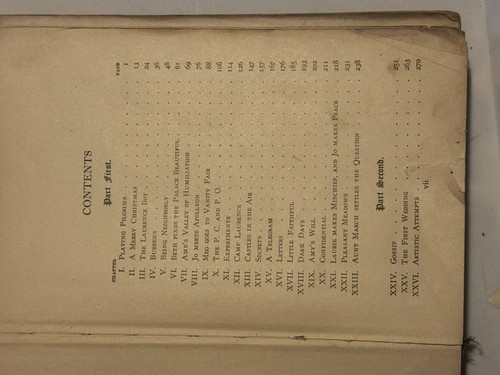 CONTENTS
Part First.
CHAPTER PAGE
I. PLAYING PILGRIMS . . . . . . . . 1
II. A MERRY CHRISTMAS . . . . . . . . 13
III. THE LAURENCE BOY . . . . . . . . 24
IV. BURDENS . . . . . . . . 36
V. BEING NEIGHBORLY . . . . . . . . 48
VI. BETH FINDS THE PALACE BEAUTIFUL . . . . . . . . 61
VII. AMY'S VALLEY OF HUMILIATION . . . . . . . . 69
VIII. JO MEETS APOLLYON . . . . . . . . 76
IX. MEG GOES TO VANITY FAIR . . . . . . . . 88
X. THE P. C. AND P. O. . . . . . . . . 106
XI. EXPERIMENTS . . . . . . . . 114
XII. CAMP LAURENCE . . . . . . . . 126
XIII. CASTLES IN THE AIR . . . . . . . . 147
XIV. SECRETS . . . . . . . . 157
XV. A TELEGRAM . . . . . . . . 167
XVI. LETTERS . . . . . . . . 176
XVII. LITTLE FAITHFUL . . . . . . . . 185
XVIII. DARK DAYS . . . . . . . . 193
XIX. AMY'S WILL . . . . . . . . 202
XX. CONFIDENTIAL . . . . . . . . 211
XXI. LAURIE MAKES MISCHIEF, AND JO MAKES PEACE 218
XXII. PLEASANT MEADOWS . . . . . . . . 231
XXIII. AUNT MARCH SETTLES THE QUESTION . . . . . 238
Part Second.
XXIV. GOSSIP . . . . . . . . 251
XXV. THE FIRST WEDDING . . . . . . . . 263
XXVI. ARTISTIC ATTEMPTS . . . . . . . . 270
vii